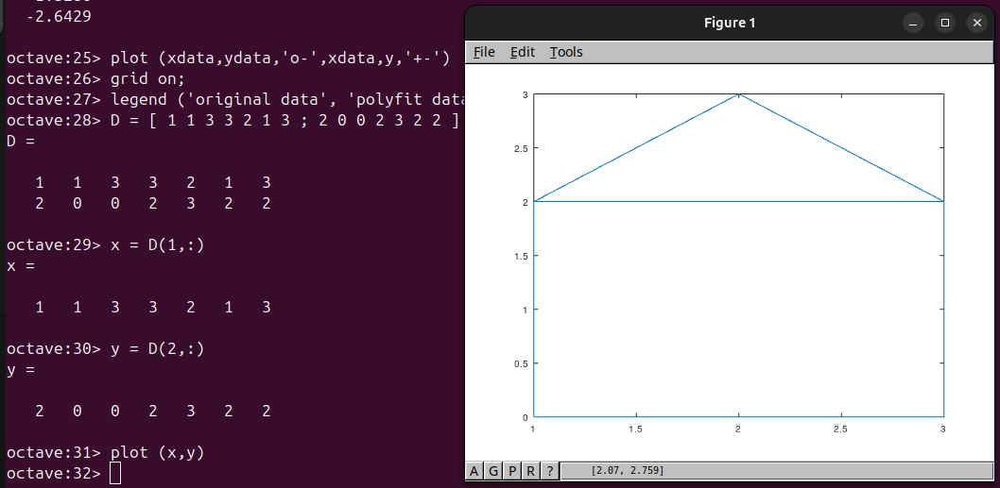 -2.6429
octave:25> plot (xdata,ydata,'o-',xdata,y,'+-')
octave:26> grid on;
octave:27> legend ('original data', 'polyfit data
octave:28> D = [ 1 1 3 3 2 1 3 ; 2 0 0 2 3 2 2 ]
D =
1 1 3 3 2 1 3
2 0 0 2 3 2 2
octave:29> x = D(1,:)
x =
1 1 3 3 2 1 3
octave:30> y = D(2,:)
y =
2 0 0 2 3 2 2
octave:31> plot (x,y)
octave:32>
Figure 1
File Edit Tools
3
2.5
2
1.5
1
0.5
0
1 1.5 2 2.5 3
A G P R ? [2.07, 2.759]